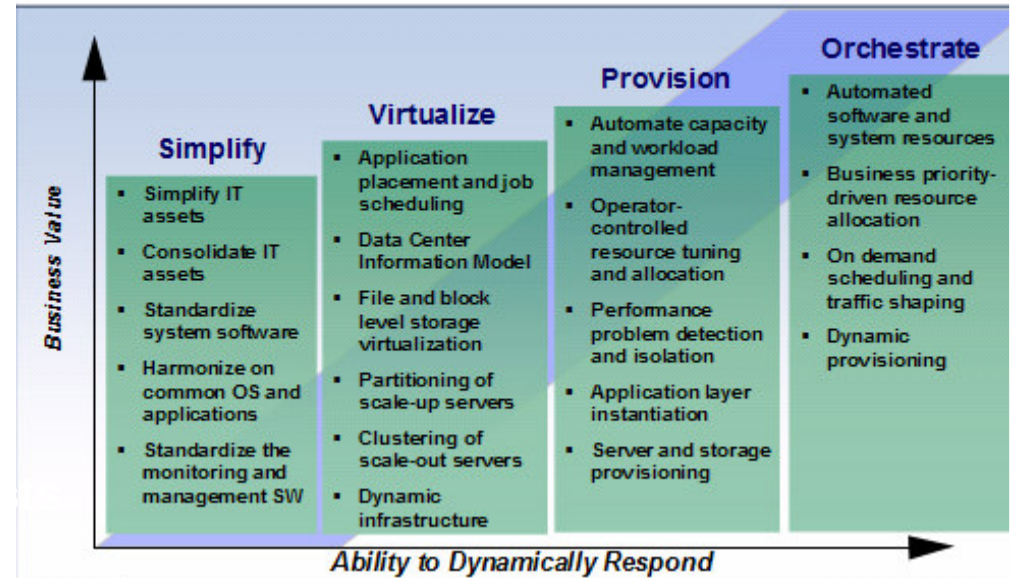 Business Value
Simplify
▪ Simplify IT
assets
▪ Consolidate IT
assets
▪ Standardize
system software
▪ Harmonize on
common OS and
applications
▪ Standardize the
monitoring and
management SW
Virtualize
▪ Application
placement and job
scheduling
▪ Data Center
Information Model
▪ File and block
level storage
virtualization
▪ Partitioning of
scale-up servers
▪ Clustering of
scale-out servers
▪ Dynamic
infrastructure
Provision
▪ Automate capacity
and workload
management
▪ Operator-
controlled
resource tuning
and allocation
▪ Performance
problem detection
and isolation
▪ Application layer
instantiation
▪ Server and storage
provisioning
Orchestrate
▪ Automated
software and
system resources
▪ Business priority-
driven resource
allocation
▪ On demand
scheduling and
traffic shaping
▪ Dynamic
provisioning
Ability to Dynamically Respond